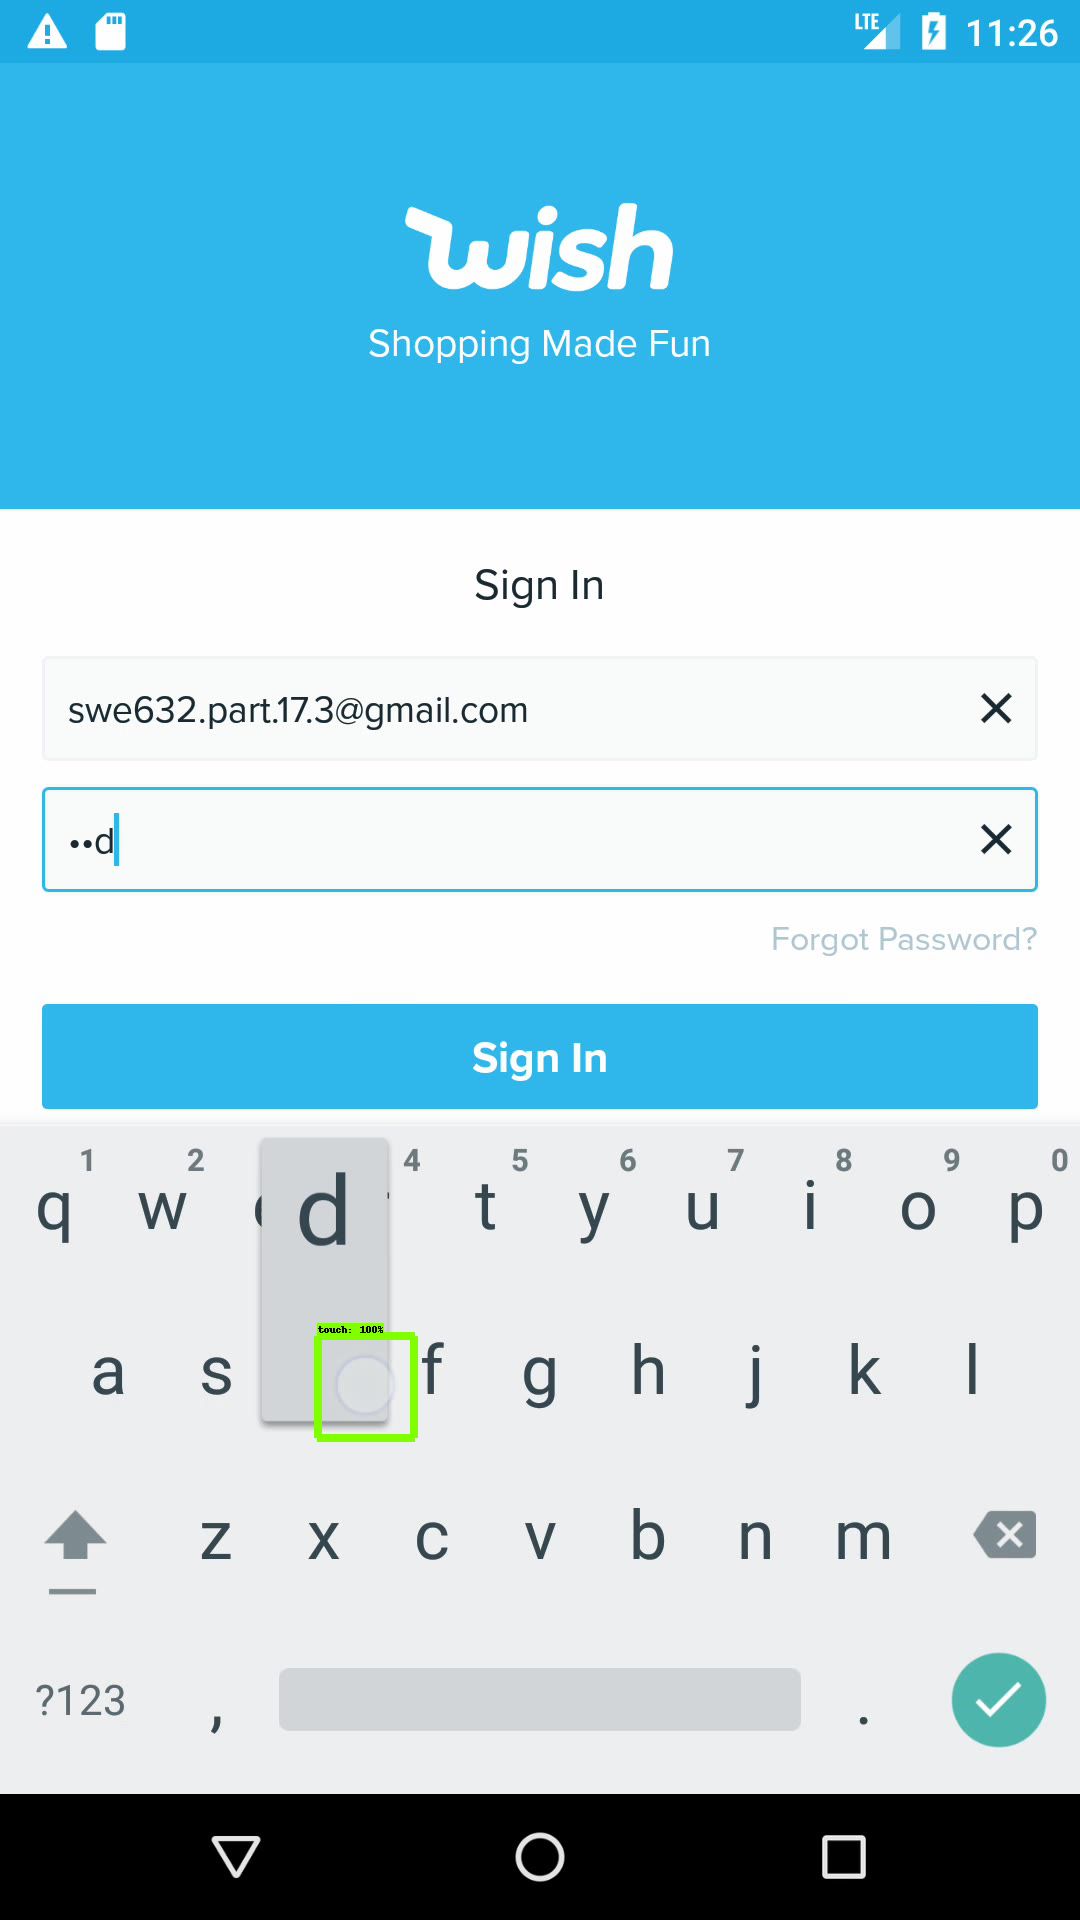 LTE 11:26
wish
Shopping Made Fun
Sign In
swe632.part.17.3@gmail.com
••d
Forgot Password?
Sign In
1 2 4 5 6 7 8 9 0
q w d t y u i o p
touch: 100%
a s f g h j k l
z x c v b n m
?123 , .